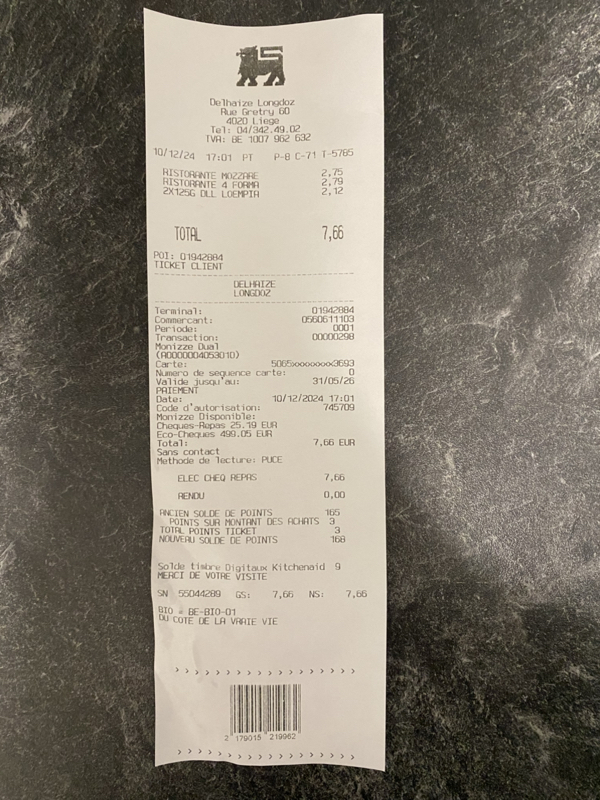 Delhaize Longdoz
Rue Gretry 60
4020 Liege
Tel: 04/342.49.02
TVA: BE 1007 962 632
10/12/24 17:01 PT P-B C-71 T-5785
RISTORANTE MOZZARE 2,75
RISTORANTE 4 FORMA 2,79
2X125G DLL LOEMPIA 2,12
TOTAL 7,66
POI: 01942884
TICKET CLIENT
DELHAIZE
LONGDOZ
Terminal: 01942884
Commercant: 0560611103
Periode: 0001
Transaction: 00000298
Monizze Dual
(A0000004053010)
Carte: 5065xxxxxxxx3693
Numero de sequence carte: 0
Valide jusqu'au: 31/05/26
PAIEMENT
Date: 10/12/2024 17:01
Code d'autorisation: 745709
Monizze Disponible:
Cheques-Repas 25.19 EUR
Eco-Cheques 499.05 EUR
Total: 7,66 EUR
Sans contact
Methode de lecture: PUCE
ELEC CHEQ REPAS 7,66
RENDU 0,00
ANCIEN SOLDE DE POINTS 165
POINTS SUR MONTANT DES ACHATS 3
TOTAL POINTS TICKET 3
NOUVEAU SOLDE DE POINTS 168
Solde timbre Digitaux Kitchenaid 9
MERCI DE VOTRE VISITE
SN 55044289 GS: 7,66 NS: 7,66
BIO = BE-BIO-01
DU COTE DE LA VRAIE VIE
2 179015 219962